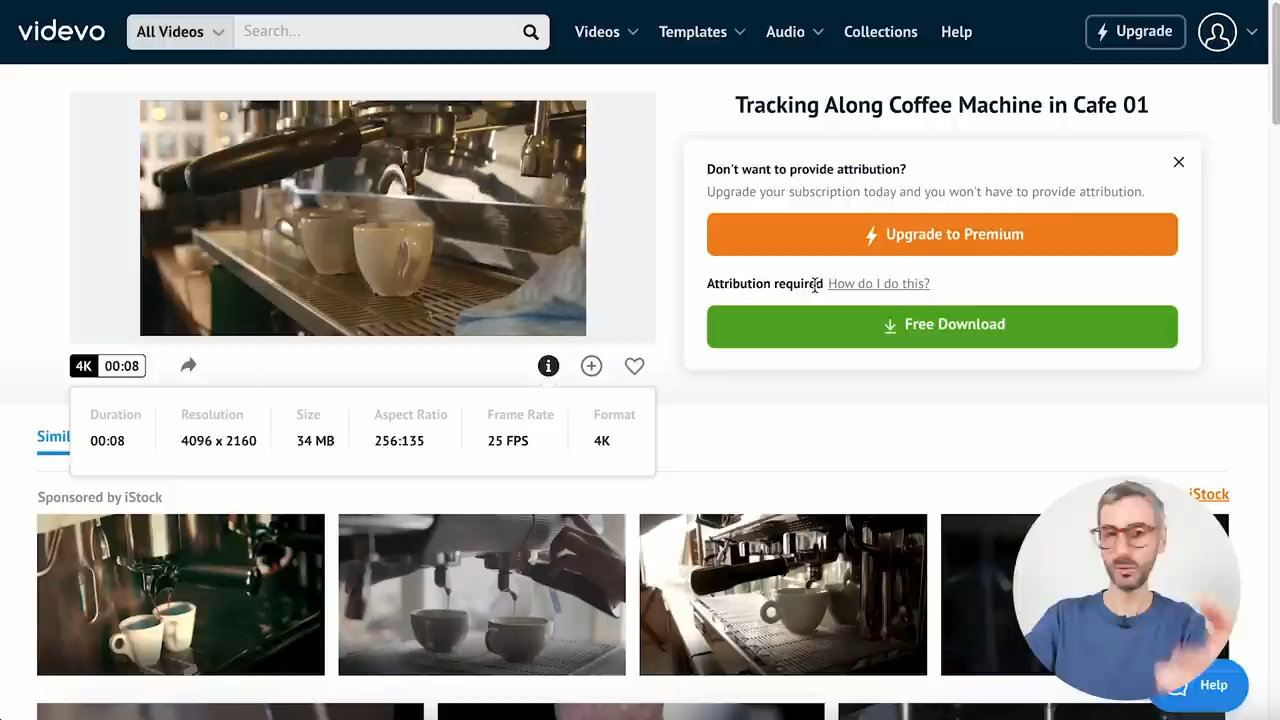 videvo
All Videos
Search...
Videos
Templates
Audio
Collections
Help
Upgrade
Tracking Along Coffee Machine in Cafe 01
Don't want to provide attribution?
Upgrade your subscription today and you won't have to provide attribution.
Upgrade to Premium
Attribution required How do I do this?
Free Download
4K 00:08
Duration Resolution Size Aspect Ratio Frame Rate Format
00:08 4096 x 2160 34 MB 256:135 25 FPS 4K
Simil
Sponsored by iStock
iStock
Help